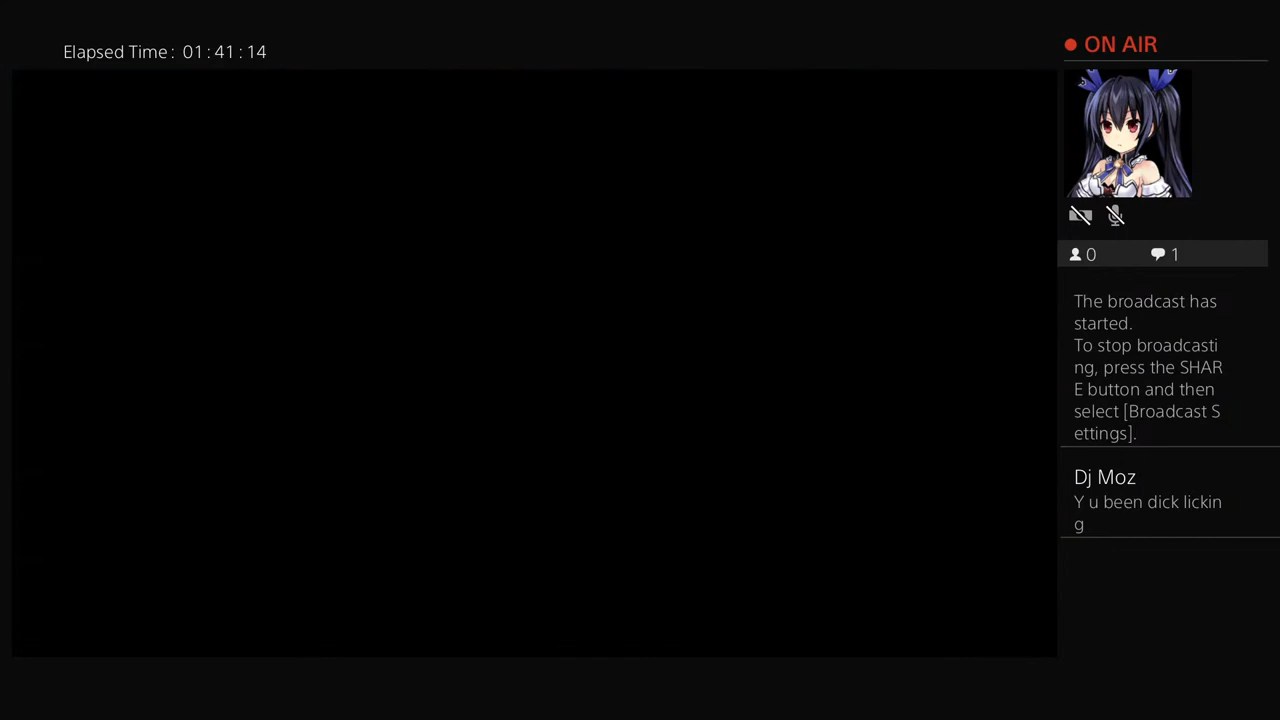 Elapsed Time: 01:41:14
ON AIR
0
1
The broadcast has
started.
To stop broadcasti
ng, press the SHAR
E button and then
select [Broadcast S
ettings].
Dj Moz
Y u been dick lickin
g